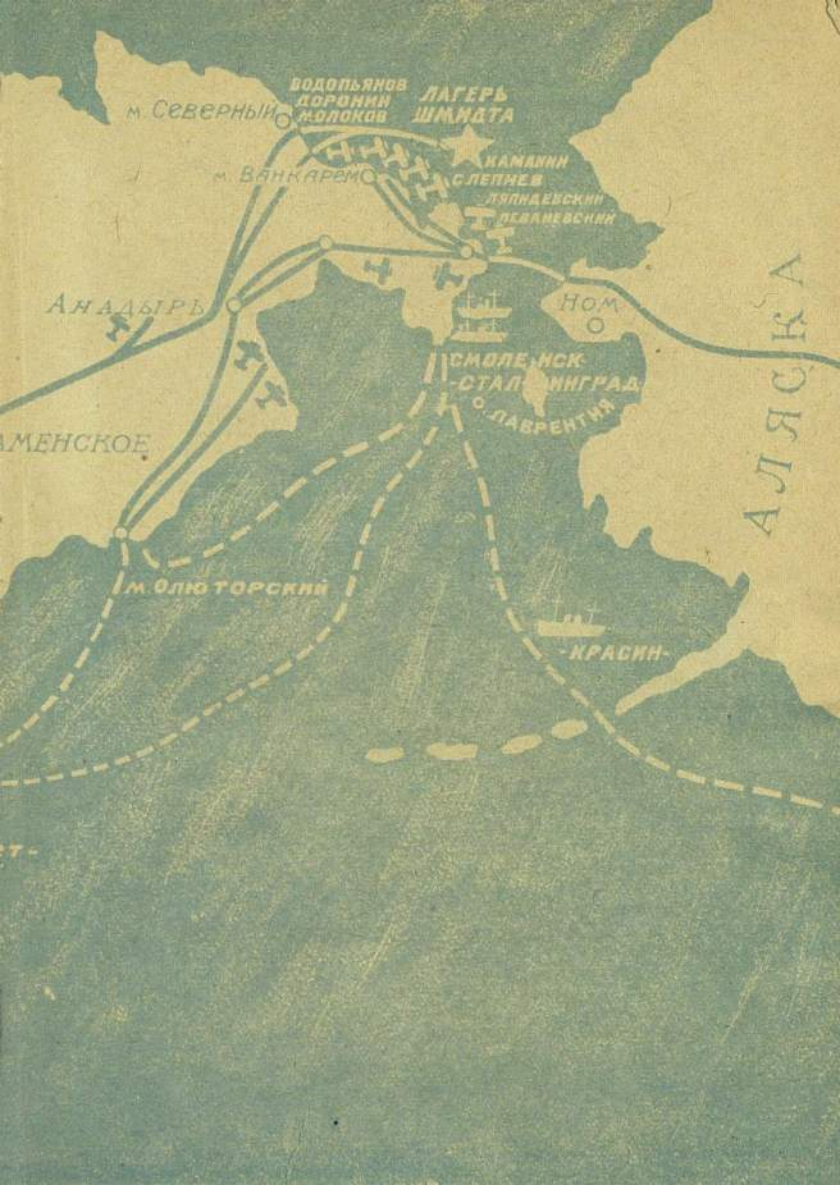 ВОДОПЬЯНОВ
ДОРОНИН
МОЛОКОВ
ЛАГЕРЬ
ШМИДТА
м. СЕВЕРНЫЙ
КАМАНИН
СЛЕПНЕВ
м. ВАНКАРЕМ
ЛЯПИДЕВСКИЙ
ЛЕВАНЕВСКИЙ
АНАДЫРЬ
НОМ
АЛЯСКА
СМОЛЕНСК-
-СТАЛИНГРАД
О. ЛАВРЕНТИЯ
АМЕНСКОЕ
М. ОЛЮТОРСКИЙ
-КРАСИН-
СТ-